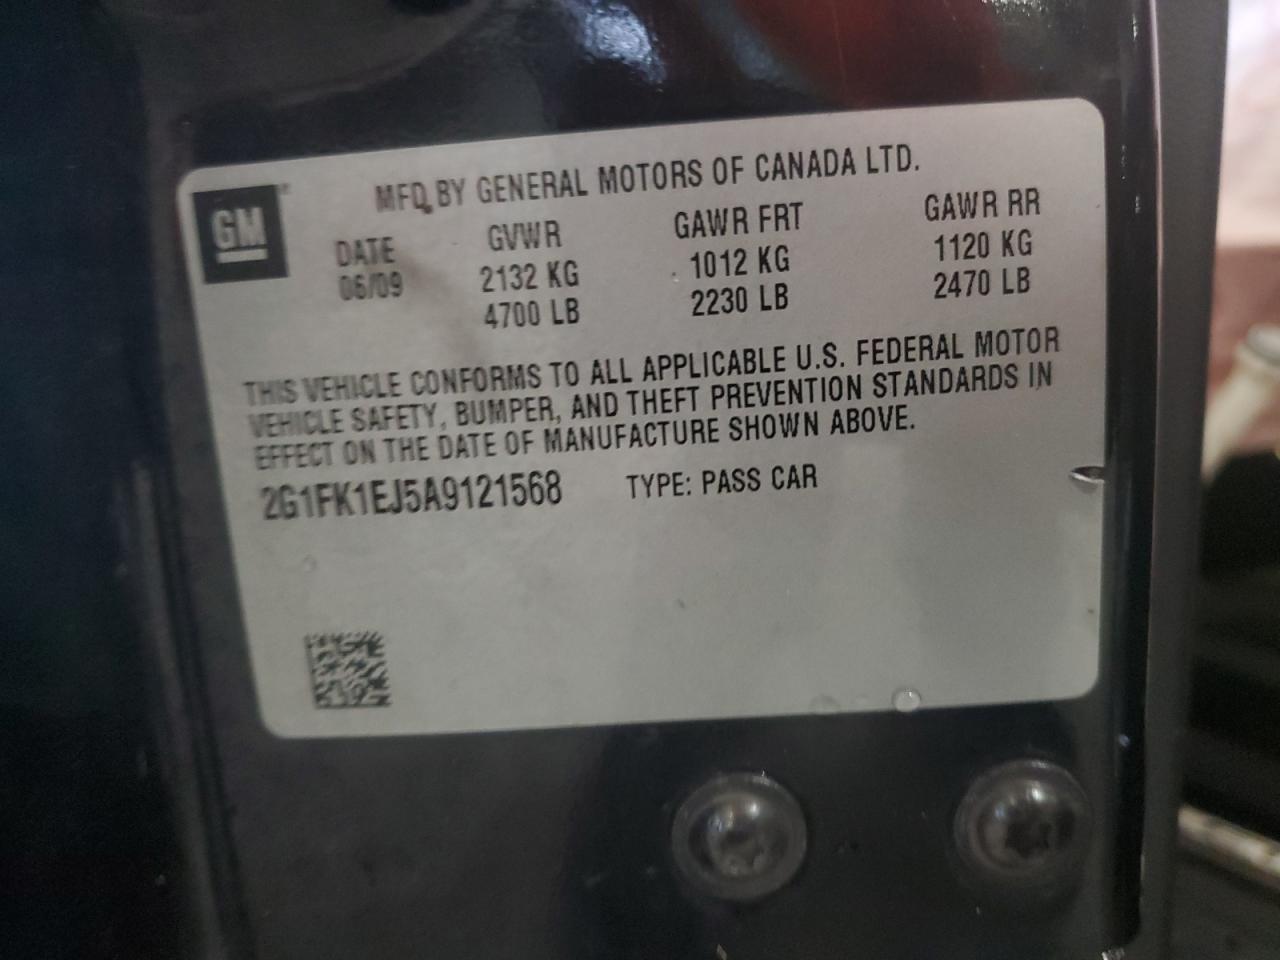 GM
MFD BY GENERAL MOTORS OF CANADA LTD.
DATE GVWR GAWR FRT GAWR RR
06/09 2132 KG 1012 KG 1120 KG
4700 LB 2230 LB 2470 LB
THIS VEHICLE CONFORMS TO ALL APPLICABLE U.S. FEDERAL MOTOR
VEHICLE SAFETY, BUMPER, AND THEFT PREVENTION STANDARDS IN
EFFECT ON THE DATE OF MANUFACTURE SHOWN ABOVE.
2G1FK1EJ5A9121568 TYPE: PASS CAR